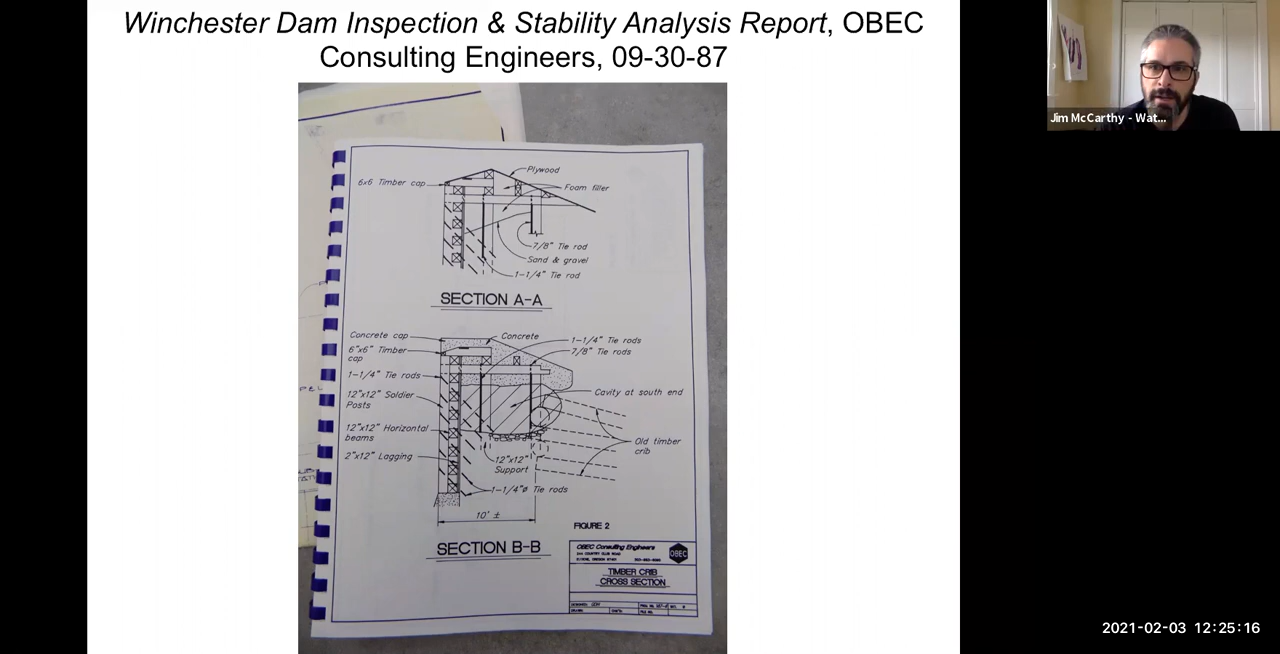 Winchester Dam Inspection & Stability Analysis Report, OBEC
Consulting Engineers, 09-30-87
Jim McCarthy - Wat...
Plywood
6x6 Timber cap
Foam filler
7/8" Tie rod
Sand & gravel
1-1/4" Tie rod
SECTION A-A
Concrete cap
Concrete
1-1/4" Tie rods
7/8" Tie rods
6"x6" Timber
cap
1-1/4" Tie rods
12"x12" Soldier
Posts
Cavity at south end
12"x12" Horizontal
beams
Old timber
crib
2"x12" Lagging
12"x12"
Support
1-1/4"ø Tie rods
10' ±
SECTION B-B
FIGURE 2
OBEC Consulting Engineers
OBEC
TIMBER CRIB
CROSS SECTION
2021-02-03 12:25:16